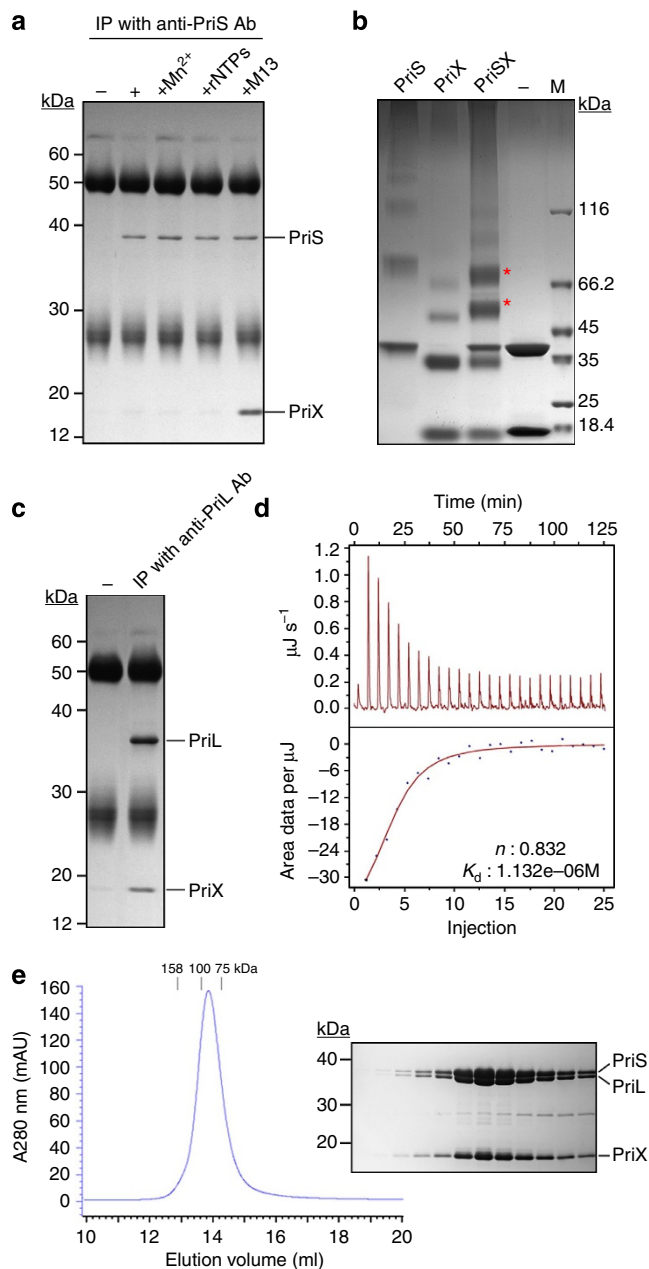 a
IP with anti-PriS Ab
– + +Mn²⁺ +rNTPs +M13
kDa
60
50
40
30
20
12
PriS
PriX
b
PriS PriX PriSX – M
kDa
116
66.2
45
35
25
18.4
*
*
c
– IP with anti-PriL Ab
kDa
60
50
40
30
20
12
PriL
PriX
d
Time (min)
0 25 50 75 100 125
1.2
1.0
0.8
0.6
0.4
0.2
0.0
µJ s⁻¹
0
−6
−12
−18
−24
−30
Area data per µJ
n : 0.832
Kd : 1.132e–06M
0 5 10 15 20 25
Injection
e
158 100 75 kDa
160
140
120
100
80
60
40
20
0
A280 nm (mAU)
10 12 14 16 18 20
Elution volume (ml)
kDa
40
30
20
PriS
PriL
PriX